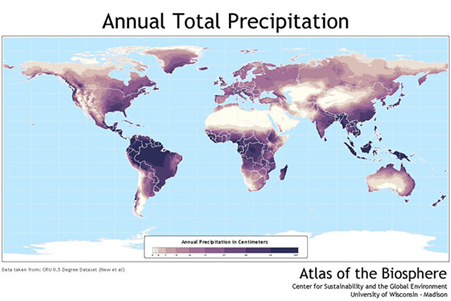 Annual Total Precipitation
Annual Precipitation in Centimeters
Data taken from: CRU 0.5 Degree Dataset (New et al)
Atlas of the Biosphere
Center for Sustainability and the Global Environment
University of Wisconsin - Madison